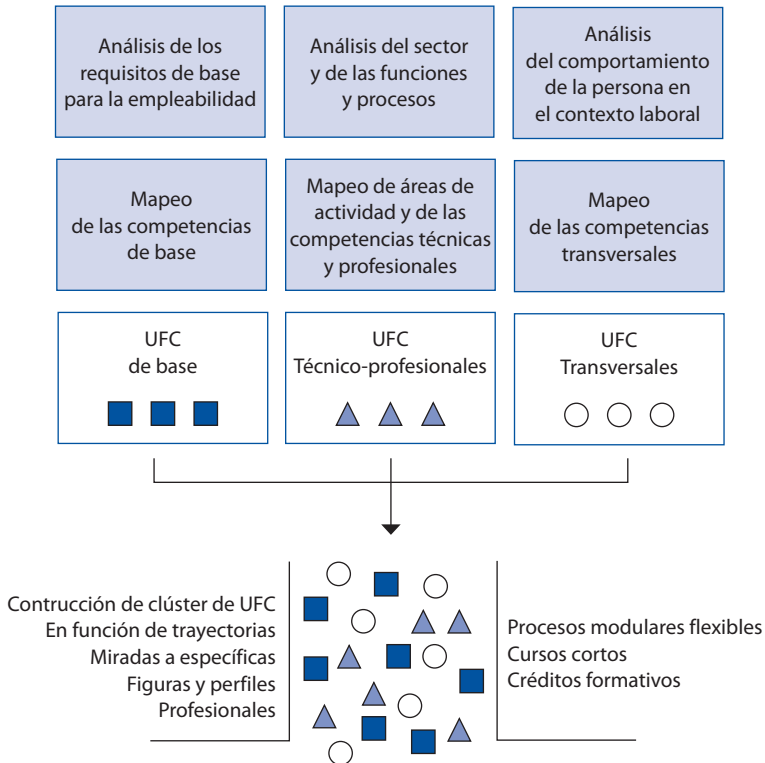 Análisis de los
requisitos de base
para la empleabilidad
Análisis del sector
y de las funciones
y procesos
Análisis
del comportamiento
de la persona en
el contexto laboral
Mapeo
de las competencias
de base
Mapeo de áreas de
actividad y de las
competencias técnicas
y profesionales
Mapeo
de las competencias
transversales
UFC
de base
UFC
Técnico-profesionales
UFC
Transversales
Contrucción de clúster de UFC
En función de trayectorias
Miradas a específicas
Figuras y perfiles
Profesionales
Procesos modulares flexibles
Cursos cortos
Créditos formativos